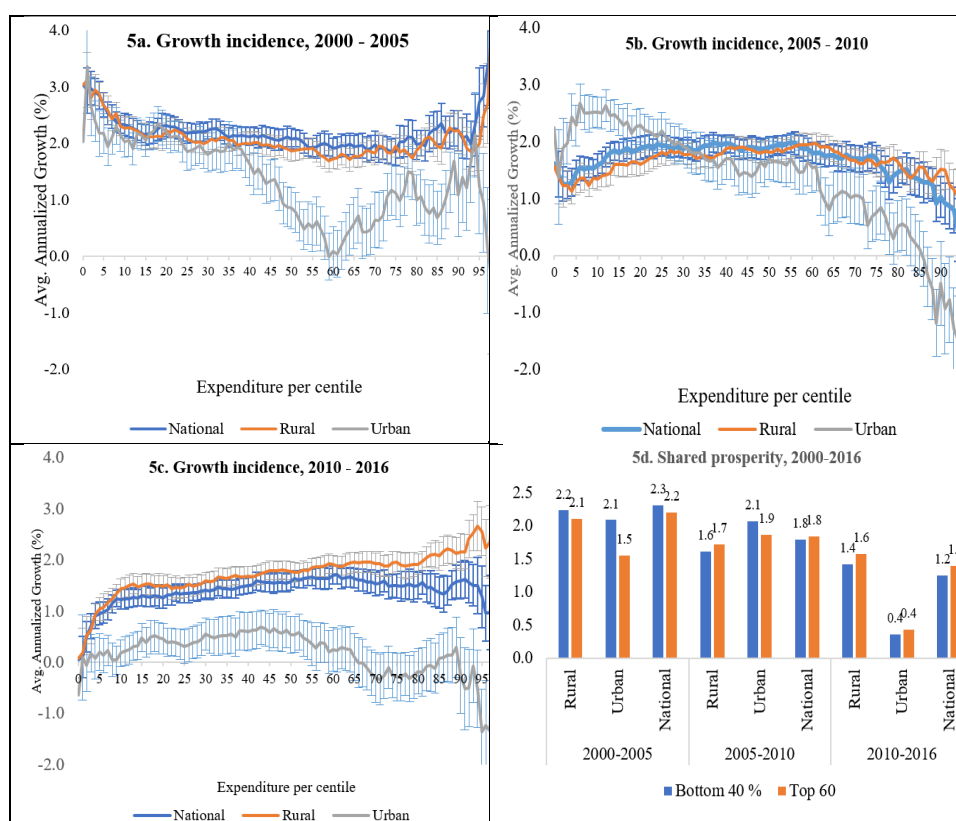 5a. Growth incidence, 2000 - 2005
Avg. Annualized Growth (%)
4.0
3.0
2.0
1.0
0.0
-1.0
-2.0
0 5 10 15 20 25 30 35 40 45 50 55 60 65 70 75 80 85 90 95
Expenditure per centile
National Rural Urban
5b. Growth incidence, 2005 - 2010
Avg. Annualized Growth (%)
4.0
3.0
2.0
1.0
0.0
-1.0
-2.0
0 5 10 15 20 25 30 35 40 45 50 55 60 65 70 75 80 85 90
Expenditure per centile
National Rural Urban
5c. Growth incidence, 2010 - 2016
Avg. Annualized Growth (%)
4.0
3.0
2.0
1.0
0.0
-1.0
-2.0
0 5 10 15 20 25 30 35 40 45 50 55 60 65 70 75 80 85 90 95
Expenditure per centile
National Rural Urban
5d. Shared prosperity, 2000-2016
2.5
2.0
1.5
1.0
0.5
0.0
2.2 2.1 2.1 1.5 2.3 2.2 1.6 1.7 2.1 1.9 1.8 1.8 1.4 1.6 0.4 0.4 1.2
Rural Urban National Rural Urban National Rural Urban National
2000-2005 2005-2010 2010-2016
Bottom 40 % Top 60